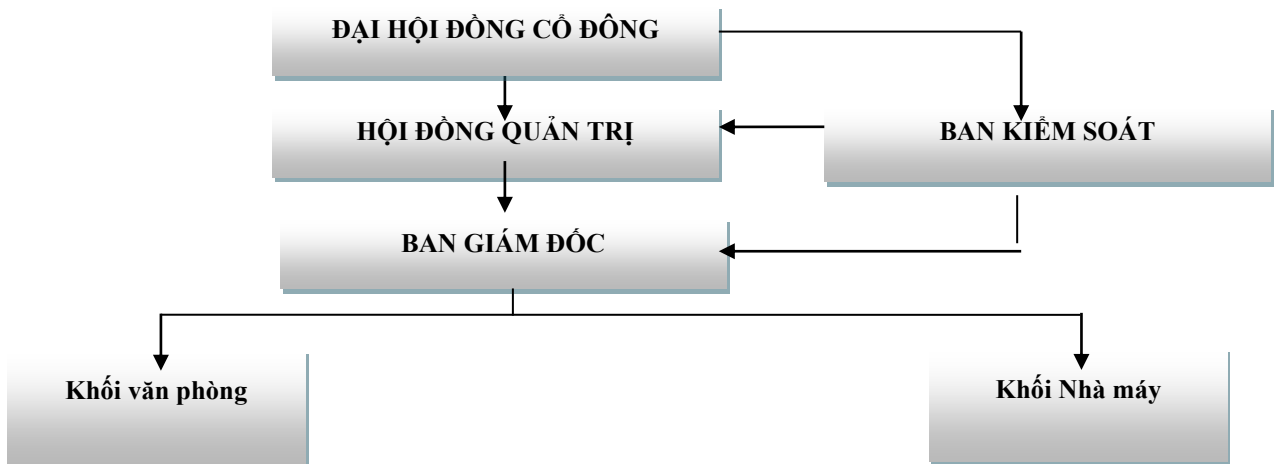 ĐẠI HỘI ĐỒNG CỔ ĐÔNG
HỘI ĐỒNG QUẢN TRỊ
BAN KIỂM SOÁT
BAN GIÁM ĐỐC
Khối văn phòng
Khối Nhà máy